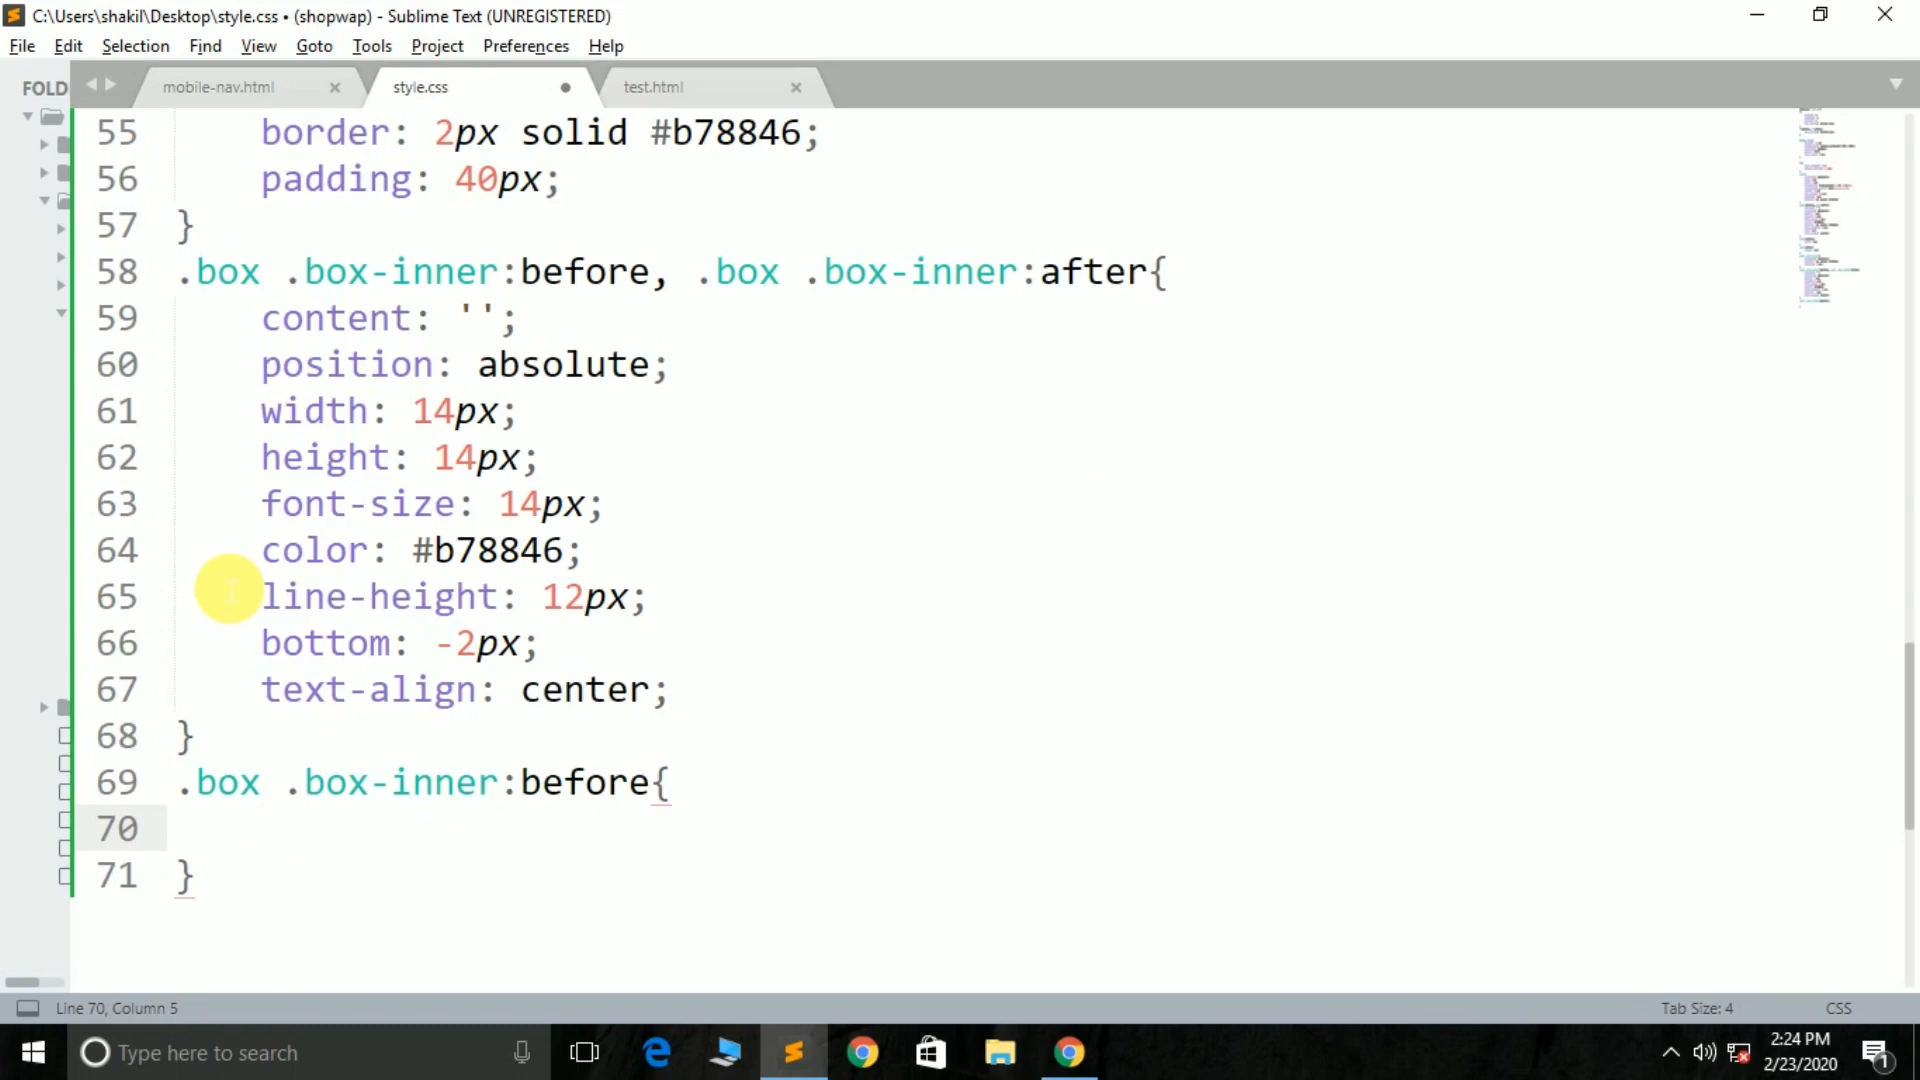 C:\Users\shakil\Desktop\style.css • (shopwap) - Sublime Text (UNREGISTERED)
File Edit Selection Find View Goto Tools Project Preferences Help
FOLD
mobile-nav.html style.css test.html
55 border: 2px solid #b78846;
56 padding: 40px;
57 }
58 .box .box-inner:before, .box .box-inner:after{
59 content: '';
60 position: absolute;
61 width: 14px;
62 height: 14px;
63 font-size: 14px;
64 color: #b78846;
65 line-height: 12px;
66 bottom: -2px;
67 text-align: center;
68 }
69 .box .box-inner:before{
70
71 }
Line 70, Column 5 Tab Size: 4 CSS
Type here to search
2:24 PM
2/23/2020
1